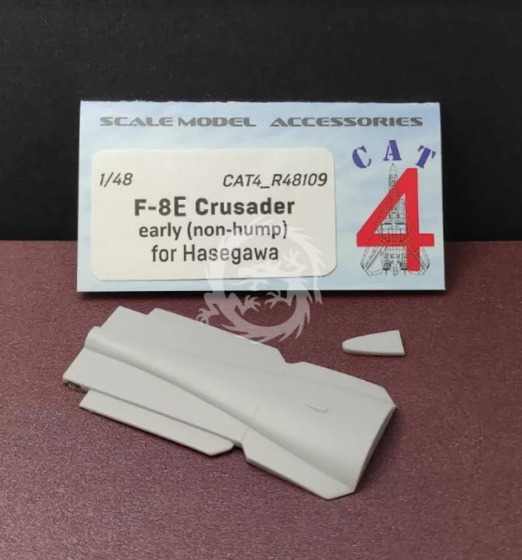 SCALE MODEL ACCESSORIES
CAT
4
1/48 CAT4_R48109
F-8E Crusader
early (non-hump)
for Hasegawa